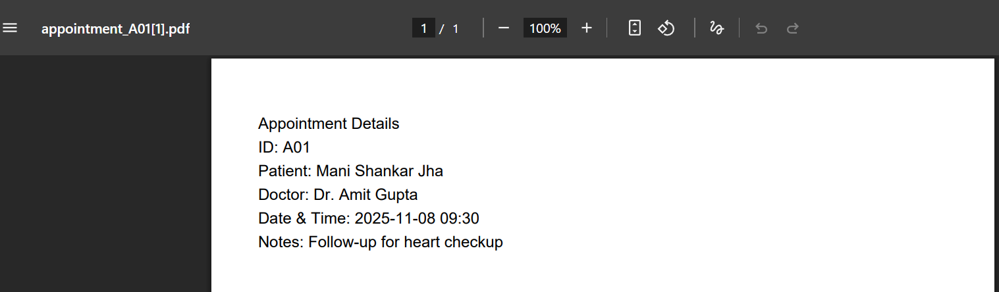 appointment_A01[1].pdf 1 / 1 100%
Appointment Details
ID: A01
Patient: Mani Shankar Jha
Doctor: Dr. Amit Gupta
Date & Time: 2025-11-08 09:30
Notes: Follow-up for heart checkup